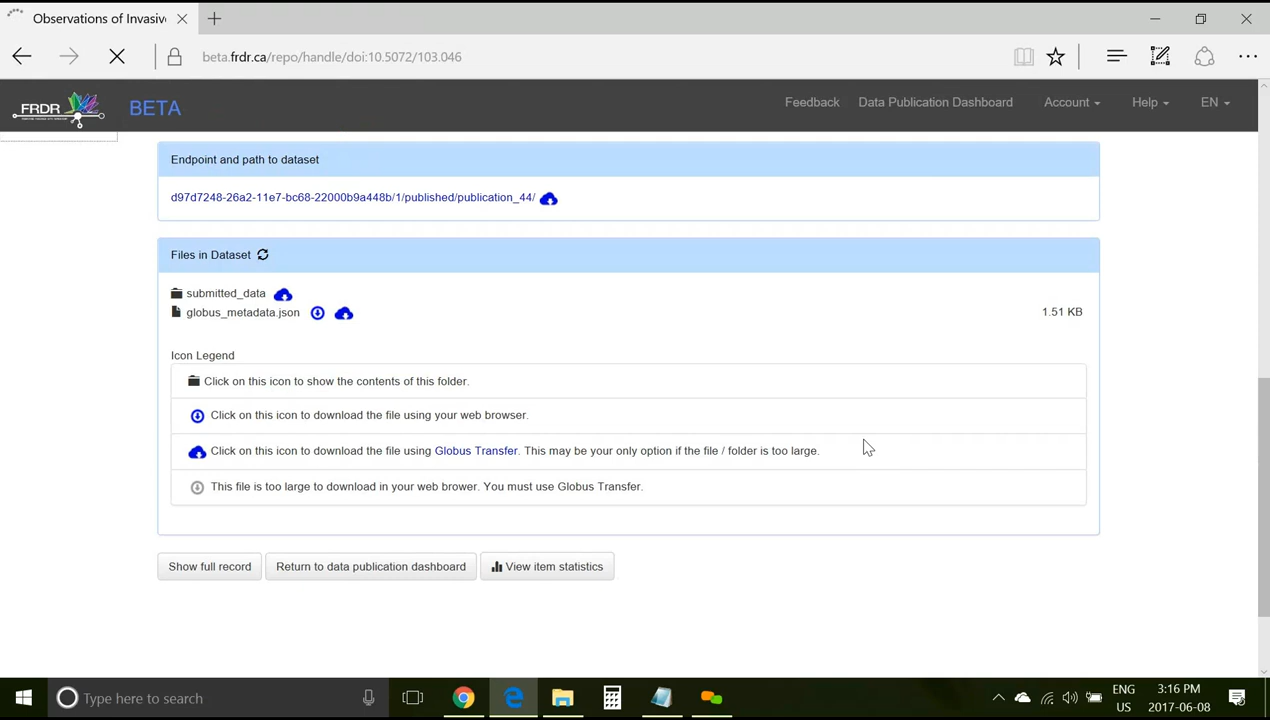 Observations of Invasiv
beta.frdr.ca/repo/handle/doi:10.5072/103.046
FRDR
BETA
Feedback
Data Publication Dashboard
Account
Help
EN
Endpoint and path to dataset
d97d7248-26a2-11e7-bc68-22000b9a448b/1/published/publication_44/
Files in Dataset
submitted_data
globus_metadata.json 1.51 KB
Icon Legend
Click on this icon to show the contents of this folder.
Click on this icon to download the file using your web browser.
Click on this icon to download the file using Globus Transfer. This may be your only option if the file / folder is too large.
This file is too large to download in your web brower. You must use Globus Transfer.
Show full record
Return to data publication dashboard
View item statistics
Type here to search
ENG
US
3:16 PM
2017-06-08